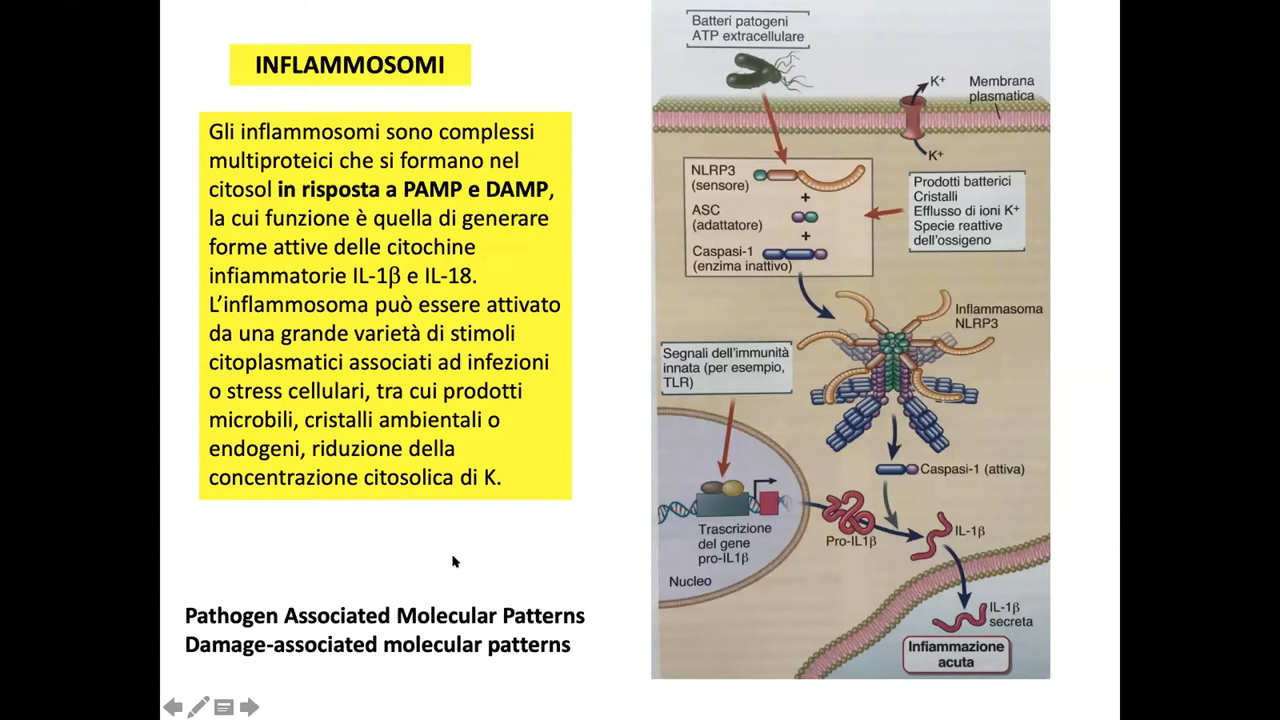 INFLAMMOSOMI
Gli inflammosomi sono complessi
multiproteici che si formano nel
citosol in risposta a PAMP e DAMP,
la cui funzione è quella di generare
forme attive delle citochine
infiammatorie IL-1β e IL-18.
L’inflammosoma può essere attivato
da una grande varietà di stimoli
citoplasmatici associati ad infezioni
o stress cellulari, tra cui prodotti
microbili, cristalli ambientali o
endogeni, riduzione della
concentrazione citosolica di K.
Pathogen Associated Molecular Patterns
Damage-associated molecular patterns
Batteri patogeni
ATP extracellulare
K⁺
Membrana
plasmatica
K⁺
NLRP3
(sensore)
+
ASC
(adattatore)
+
Caspasi-1
(enzima inattivo)
Prodotti batterici
Cristalli
Efflusso di ioni K⁺
Specie reattive
dell'ossigeno
Inflammasoma
NLRP3
Segnali dell'immunità
innata (per esempio,
TLR)
Caspasi-1 (attiva)
Trascrizione
del gene
pro-IL1β
Nucleo
Pro-IL1β
IL-1β
IL-1β
secreta
Infiammazione
acuta